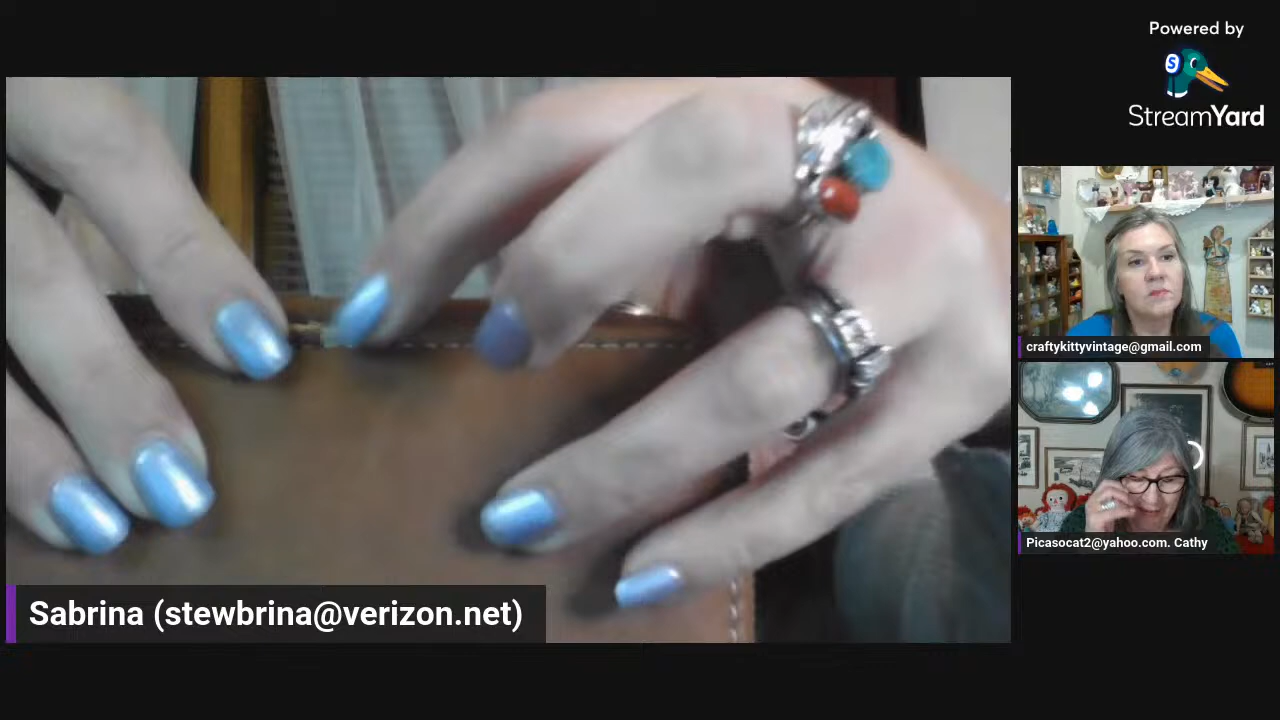 Powered by
S
StreamYard
craftykittyvintage@gmail.com
Picasocat2@yahoo.com. Cathy
Sabrina (stewbrina@verizon.net)